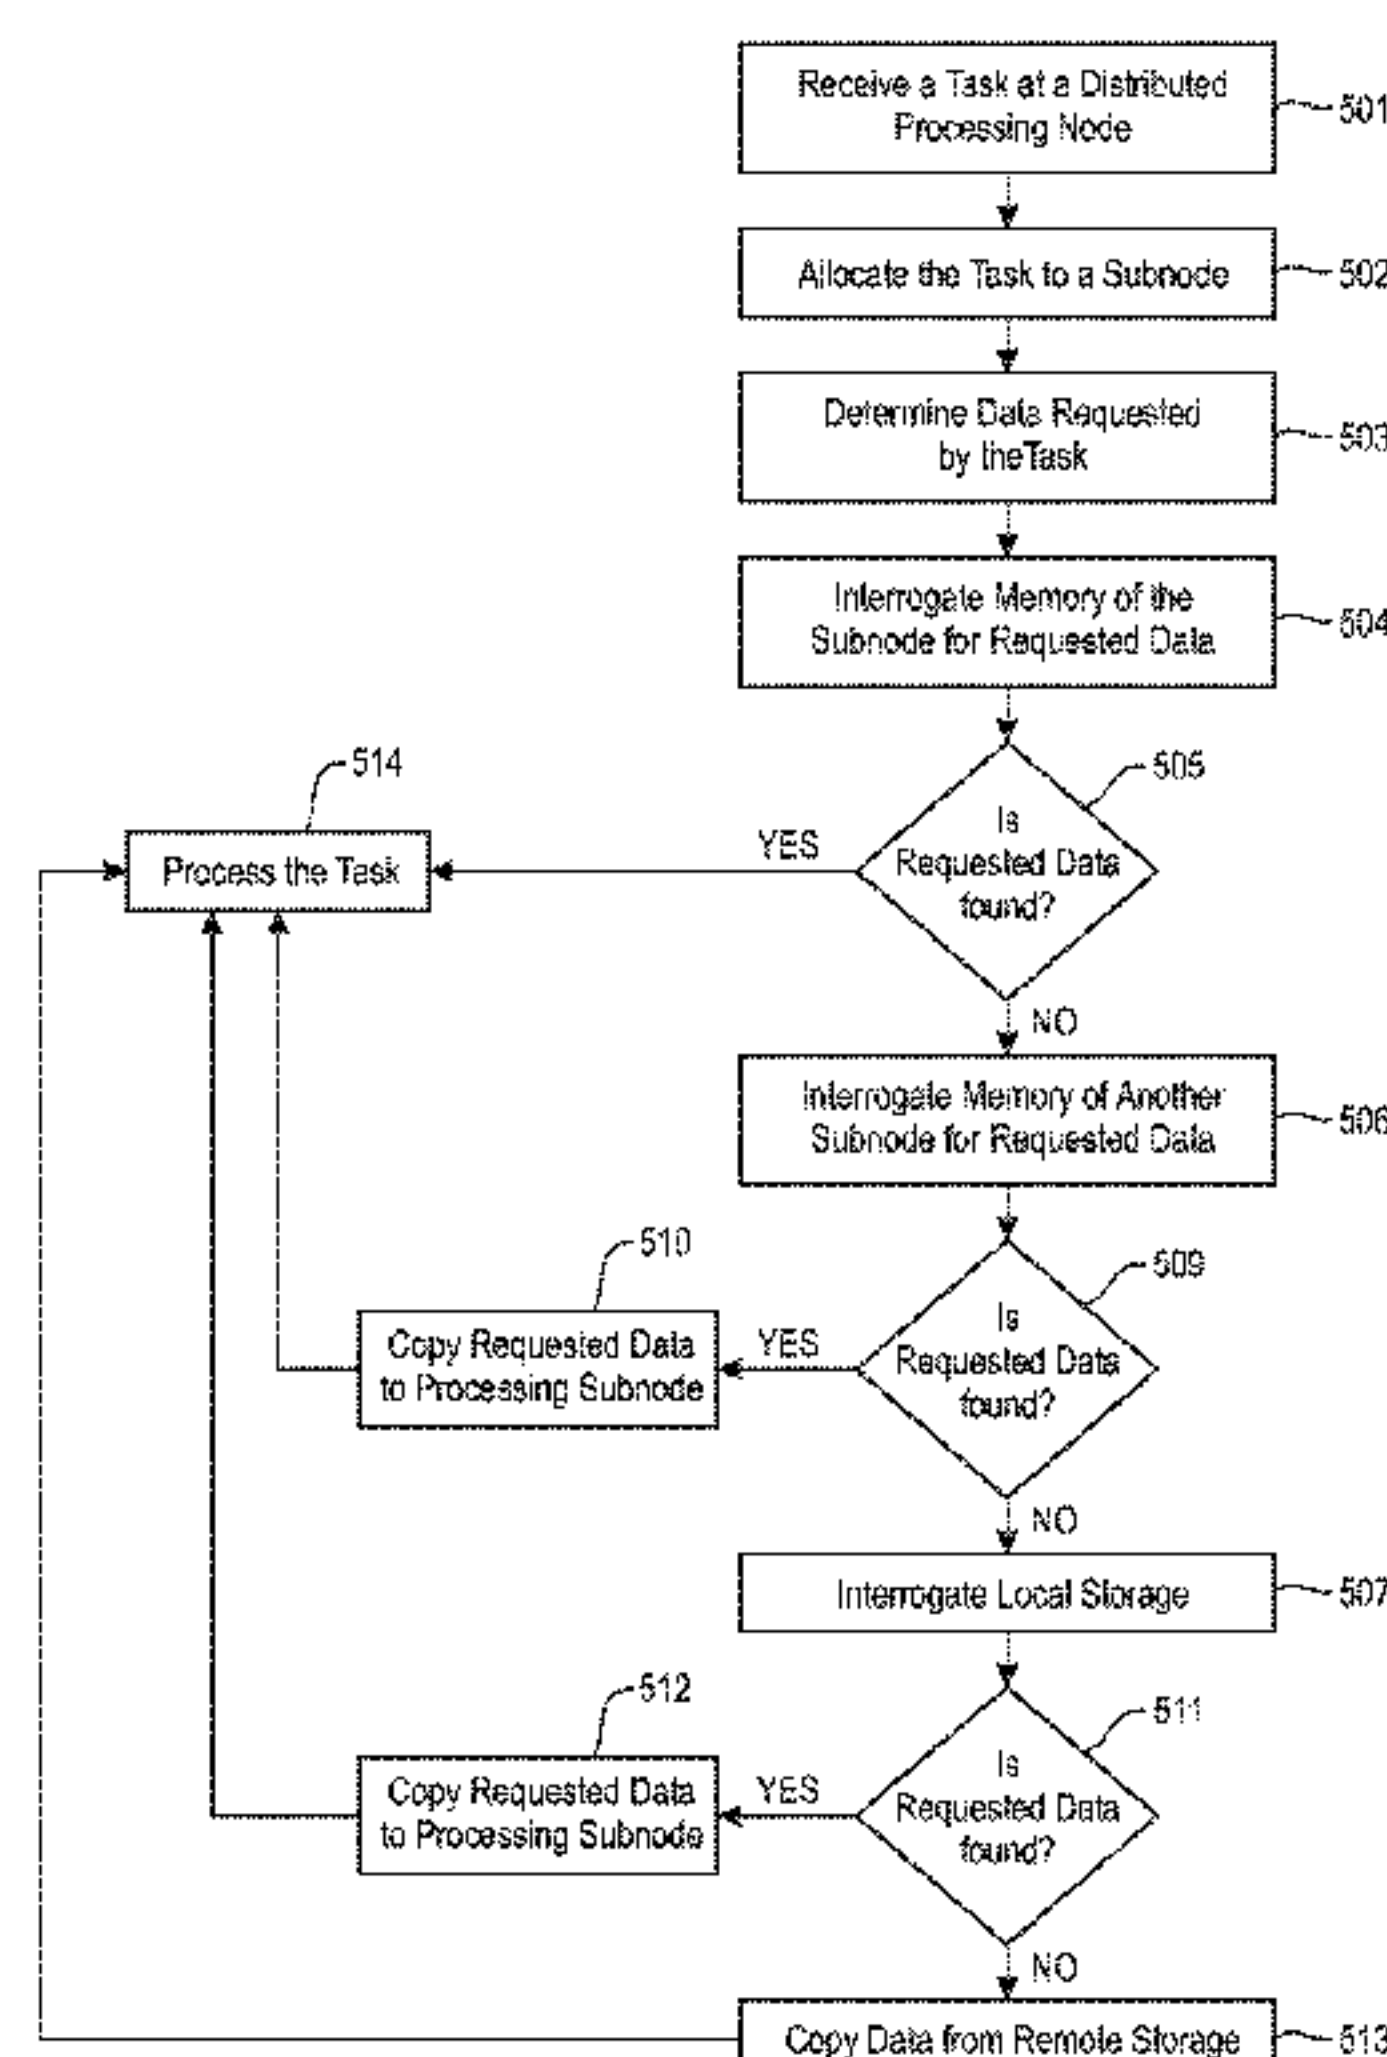 Receive a Task at a Distributed
Processing Node
501
Allocate the Task to a Subnode
502
Determine Data Requested
by theTask
503
Interrogate Memory of the
Subnode for Requested Data
504
514
Process the Task
505
Is
Requested Data
found?
YES
NO
Interrogate Memory of Another
Subnode for Requested Data
506
510
Copy Requested Data
to Processing Subnode
YES
509
Is
Requested Data
found?
NO
Interrogate Local Storage
507
512
Copy Requested Data
to Processing Subnode
YES
511
Is
Requested Data
found?
NO
Copy Data from Remote Storage
513